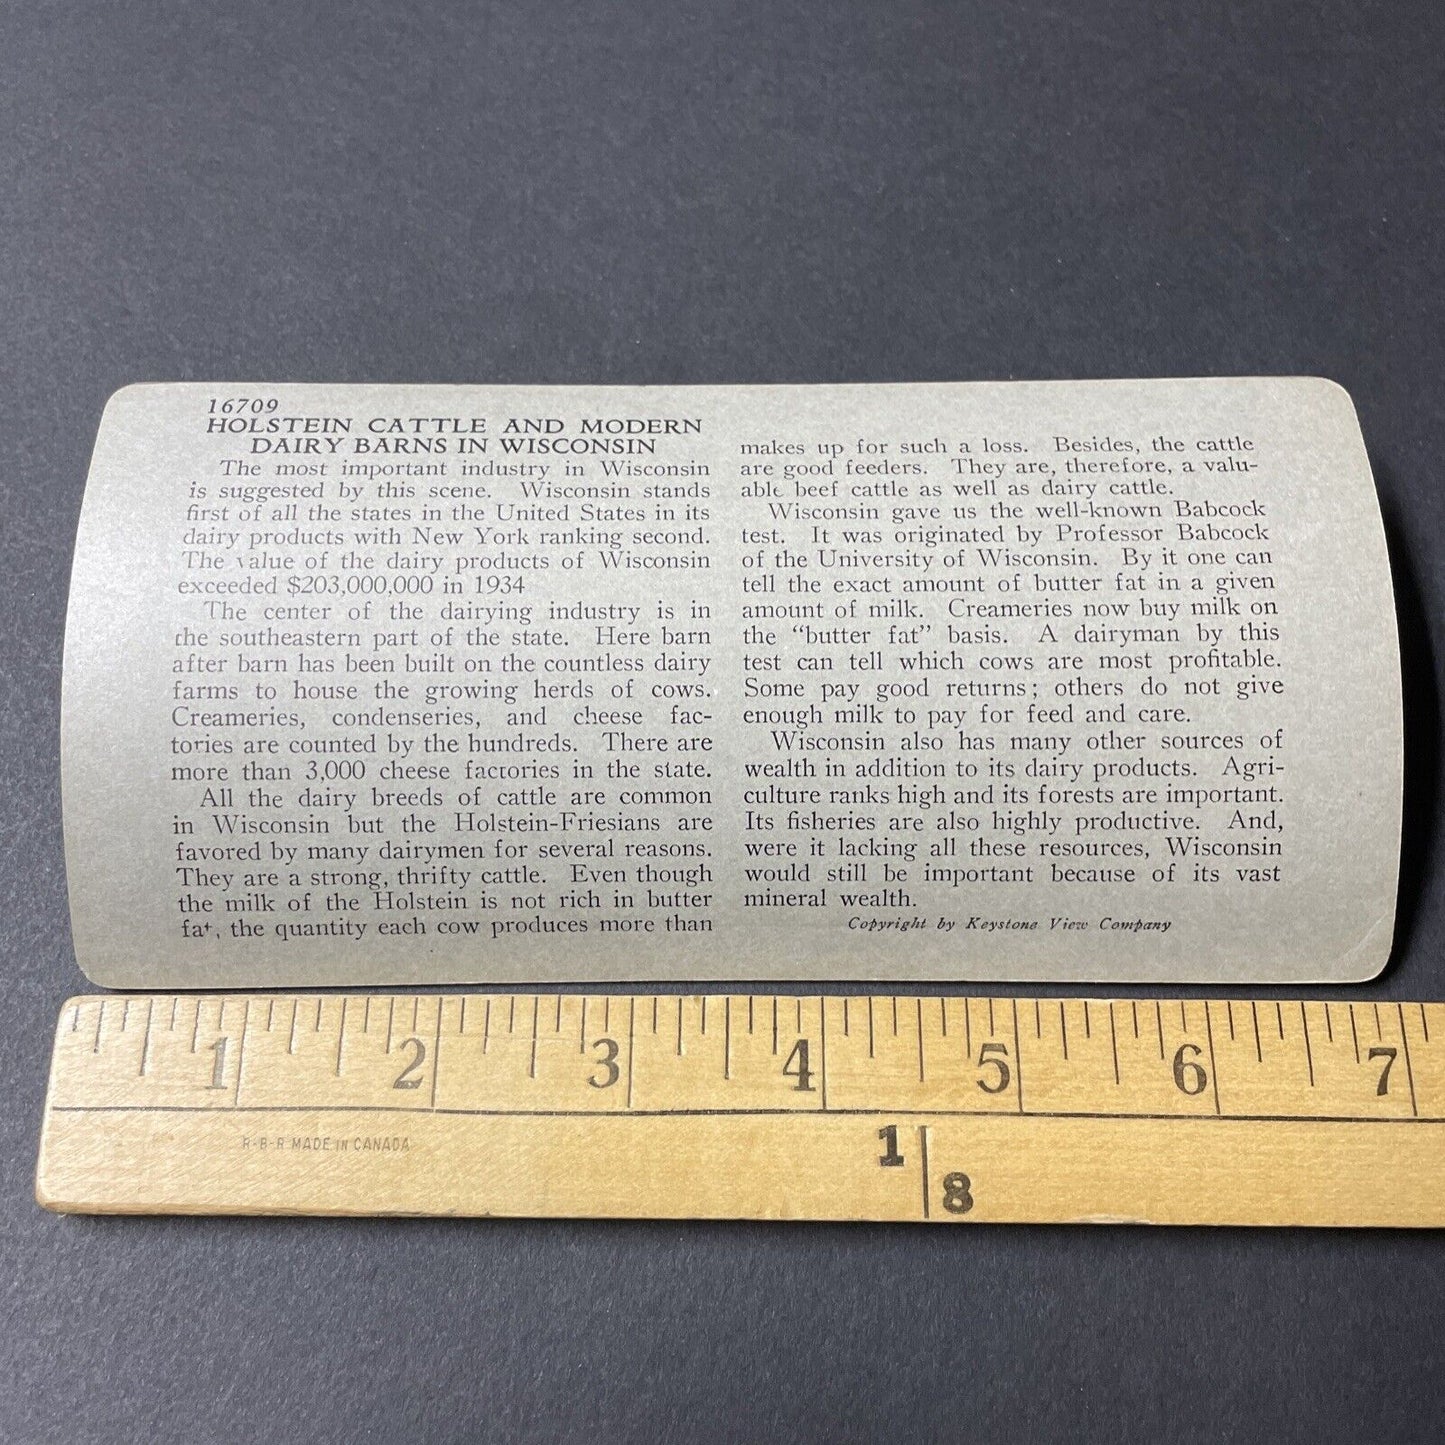 16709
HOLSTEIN CATTLE AND MODERN
DAIRY BARNS IN WISCONSIN
The most important industry in Wisconsin
is suggested by this scene. Wisconsin stands
first of all the states in the United States in its
dairy products with New York ranking second.
The value of the dairy products of Wisconsin
exceeded $203,000,000 in 1934
The center of the dairying industry is in
the southeastern part of the state. Here barn
after barn has been built on the countless dairy
farms to house the growing herds of cows.
Creameries, condenseries, and cheese fac-
tories are counted by the hundreds. There are
more than 3,000 cheese factories in the state.
All the dairy breeds of cattle are common
in Wisconsin but the Holstein-Friesians are
favored by many dairymen for several reasons.
They are a strong, thrifty cattle. Even though
the milk of the Holstein is not rich in butter
fat, the quantity each cow produces more than
makes up for such a loss. Besides, the cattle
are good feeders. They are, therefore, a valu-
able beef cattle as well as dairy cattle.
Wisconsin gave us the well-known Babcock
test. It was originated by Professor Babcock
of the University of Wisconsin. By it one can
tell the exact amount of butter fat in a given
amount of milk. Creameries now buy milk on
the "butter fat" basis. A dairyman by this
test can tell which cows are most profitable.
Some pay good returns; others do not give
enough milk to pay for feed and care.
Wisconsin also has many other sources of
wealth in addition to its dairy products. Agri-
culture ranks high and its forests are important.
Its fisheries are also highly productive. And,
were it lacking all these resources, Wisconsin
would still be important because of its vast
mineral wealth.
Copyright by Keystone View Company
1 2 3 4 5 6 7
R-B-R MADE IN CANADA
1
8